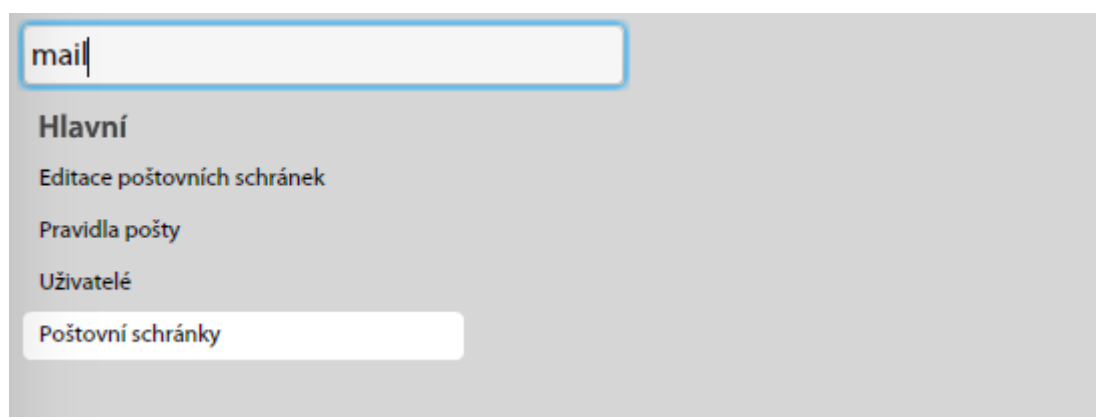 mail
Hlavní
Editace poštovních schránek
Pravidla pošty
Uživatelé
Poštovní schránky